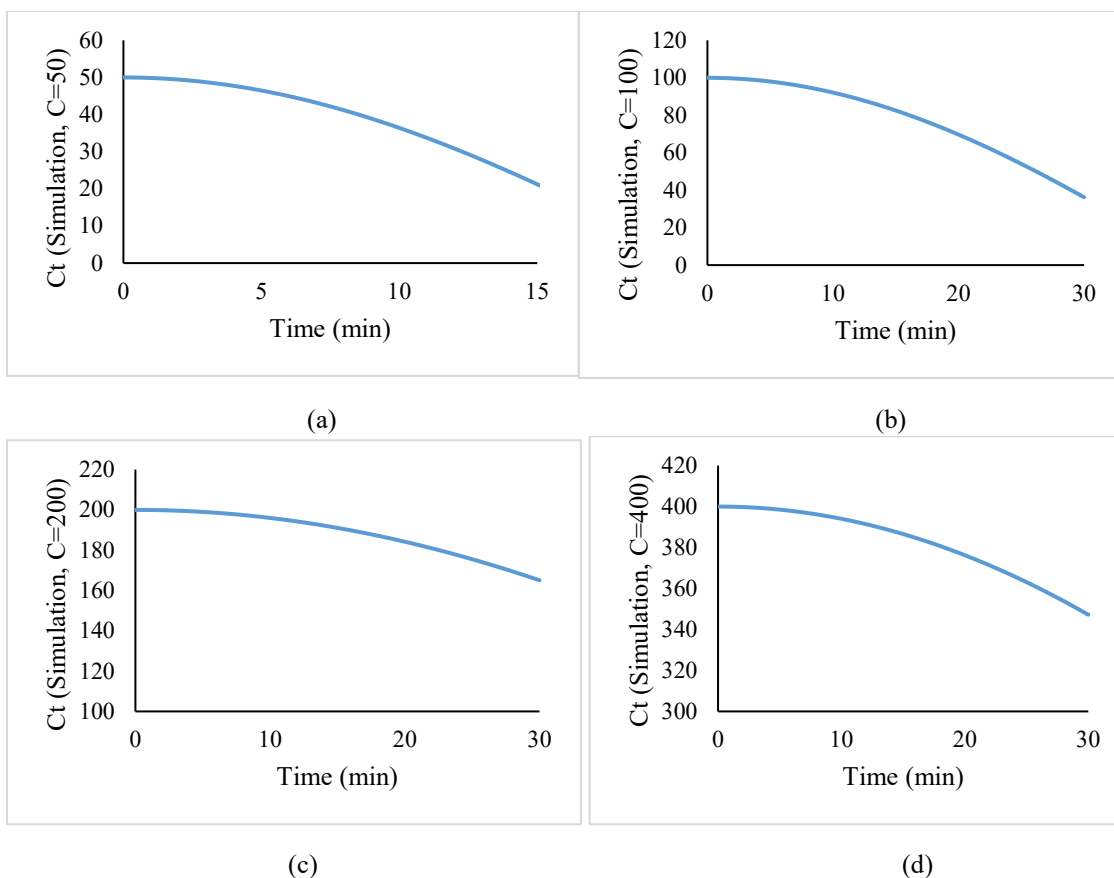 Ct (Simulation, C=50)
60
50
40
30
20
10
0
0 5 10 15
Time (min)
(a)
Ct (Simulation, C=100)
120
100
80
60
40
20
0
0 10 20 30
Time (min)
(b)
Ct (Simulation, C=200)
220
200
180
160
140
120
100
0 10 20 30
Time (min)
(c)
Ct (Simulation, C=400)
420
400
380
360
340
320
300
0 10 20 30
Time (min)
(d)